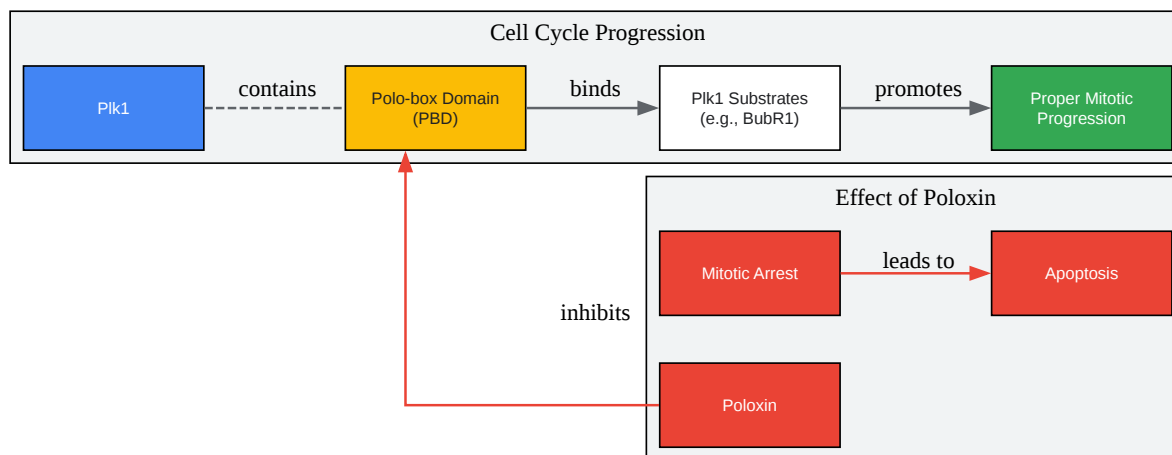 Cell Cycle Progression
Plk1
contains
Polo-box Domain
(PBD)
binds
Plk1 Substrates
(e.g., BubR1)
promotes
Proper Mitotic
Progression
Effect of Poloxin
Mitotic Arrest
leads to
Apoptosis
inhibits
Poloxin